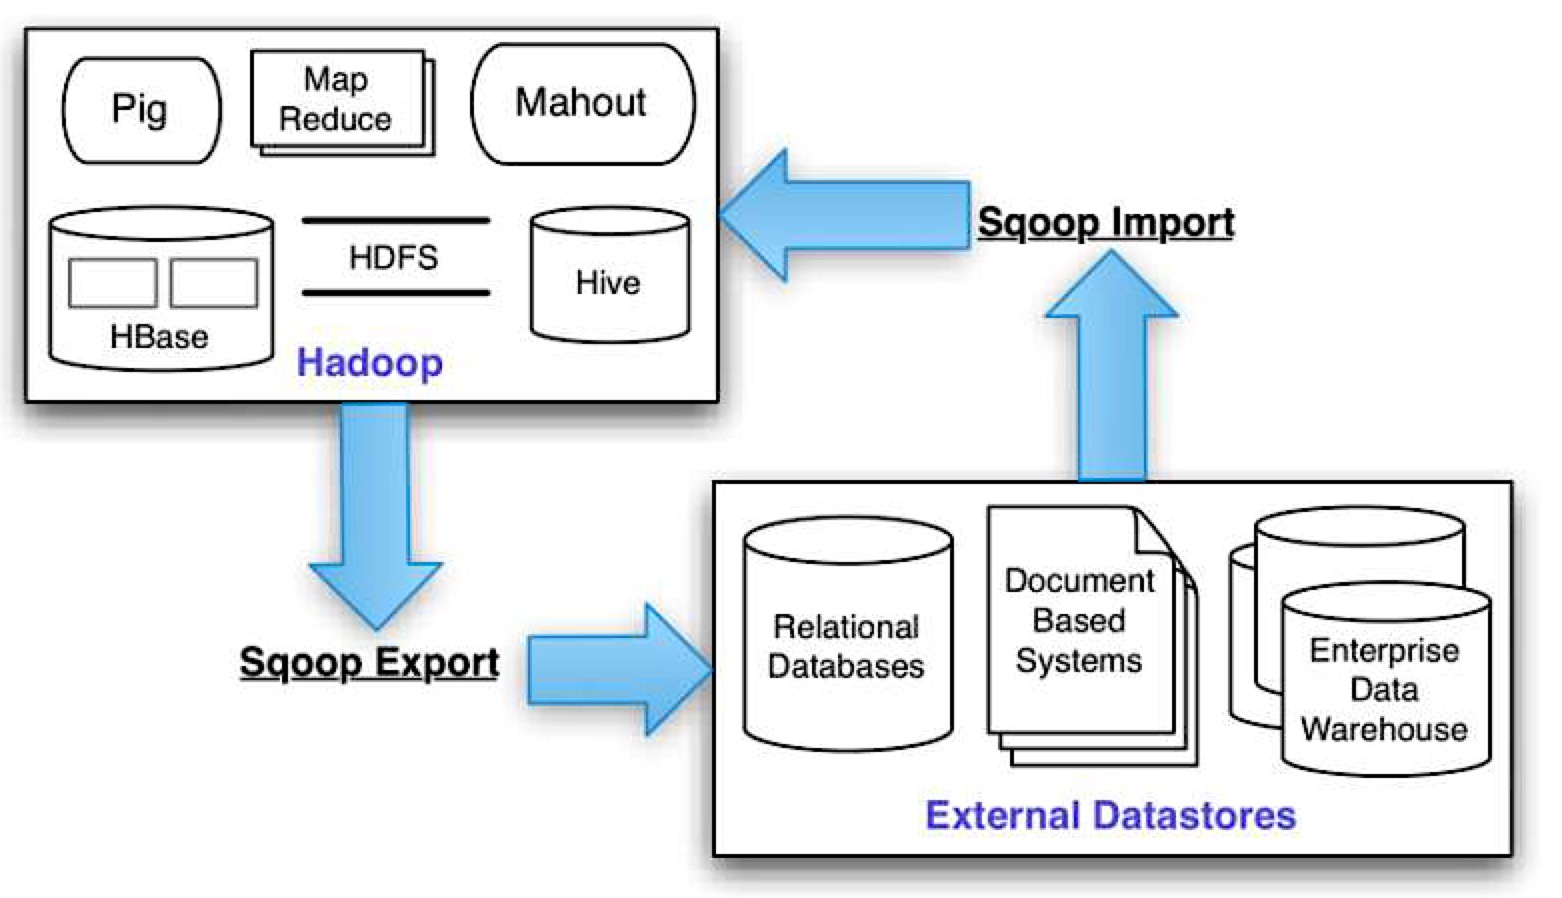 Pig
Map
Reduce
Mahout
HBase
HDFS
Hive
Hadoop
Sqoop Import
Sqoop Export
Relational
Databases
Document
Based
Systems
Enterprise
Data
Warehouse
External Datastores